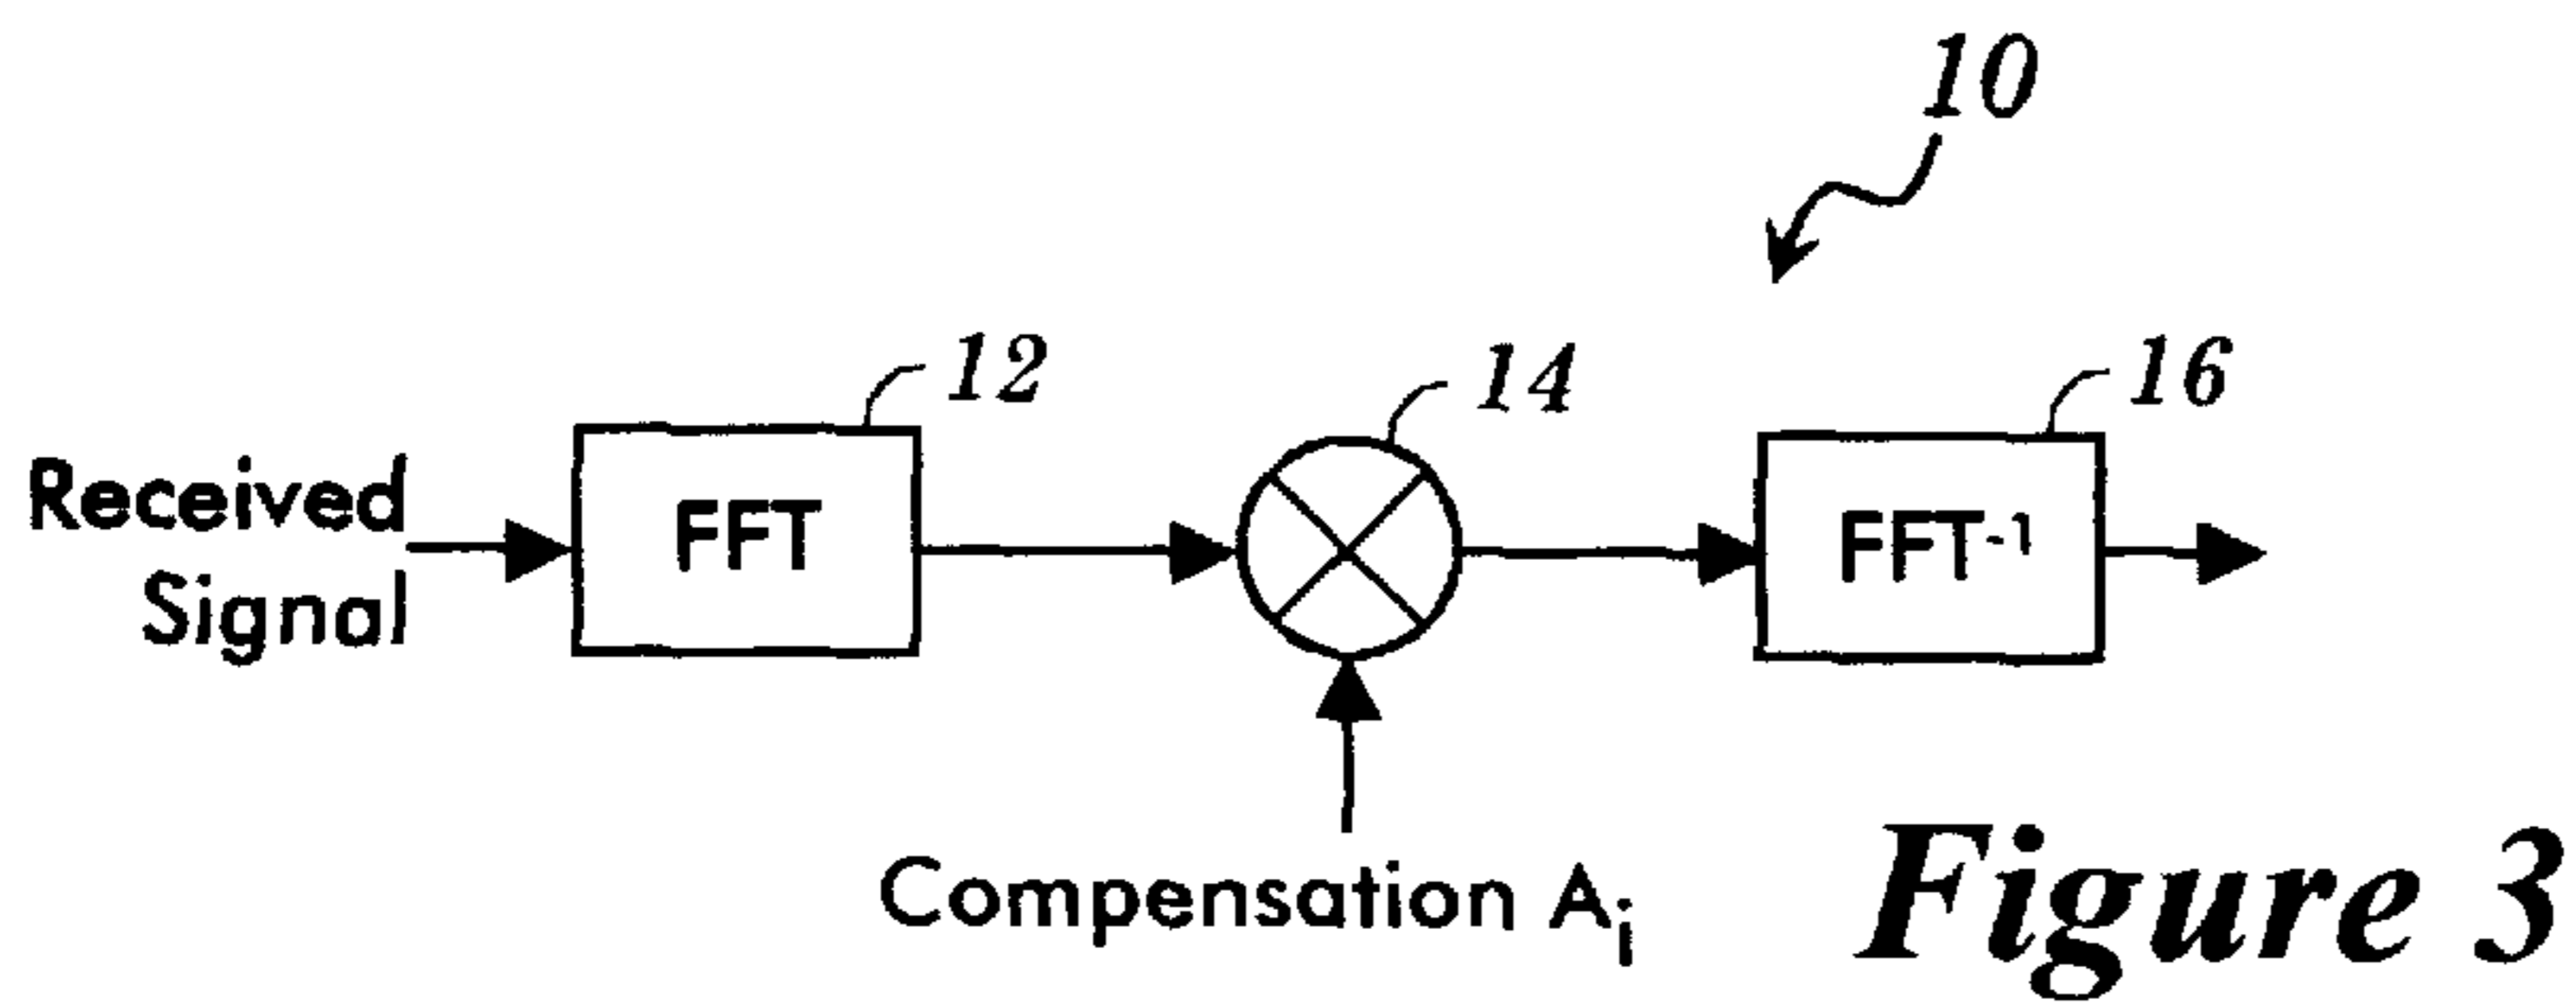 10
12
14
16
Received
Signal
FFT
FFT-1
Compensation Ai
Figure 3